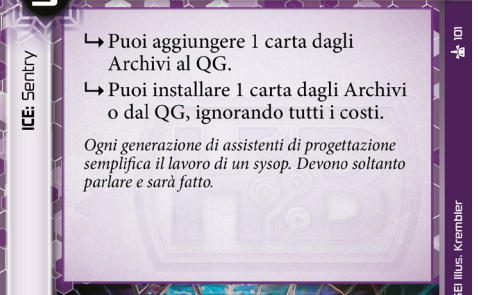 ↳ Puoi aggiungere 1 carta dagli
Archivi al QG.
↳ Puoi installare 1 carta dagli Archivi
o dal QG, ignorando tutti i costi.
Ogni generazione di assistenti di progettazione
semplifica il lavoro di un sysop. Devono soltanto
parlare e sarà fatto.
ICE: Sentry
101
Illus. Krembler